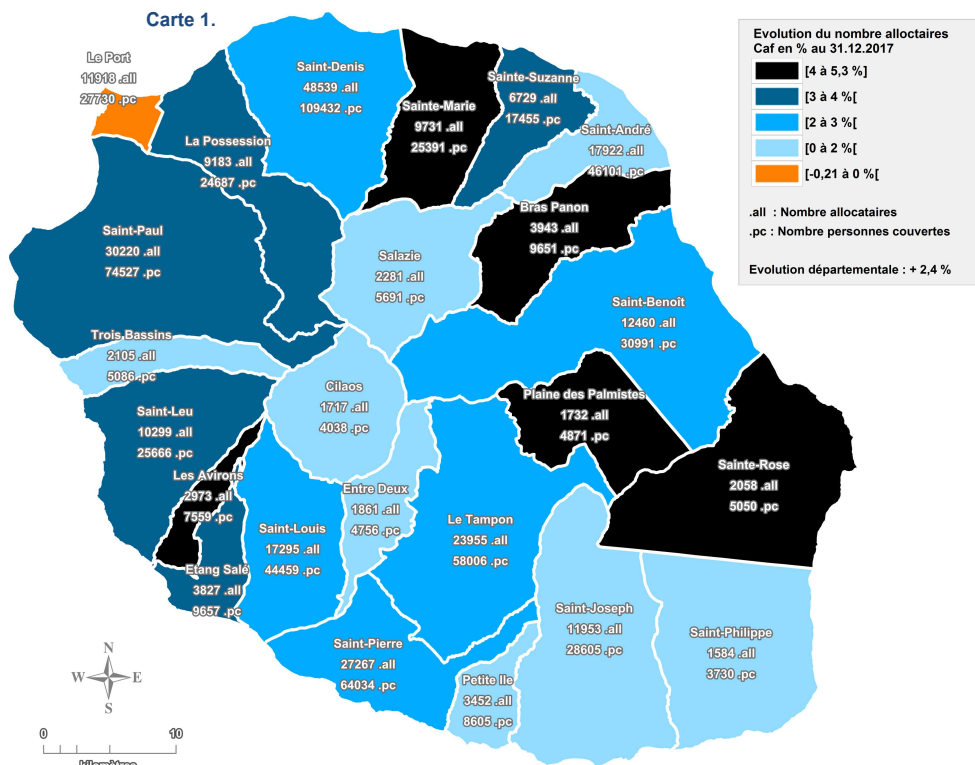 Carte 1.
Evolution du nombre alloctaires
Caf en % au 31.12.2017
[4 à 5,3 %]
[3 à 4 %[
[2 à 3 %[
[0 à 2 %[
[-0,21 à 0 %[
.all : Nombre allocataires
.pc : Nombre personnes couvertes
Evolution départementale : + 2,4 %
Le Port
11918 .all
27730 .pc
Saint-Denis
48539 .all
109432 .pc
Sainte-Marie
9731 .all
25391 .pc
Sainte-Suzanne
6729 .all
17455 .pc
Saint-André
17922 .all
46101 .pc
La Possession
9183 .all
24687 .pc
Bras Panon
3943 .all
9651 .pc
Saint-Paul
30220 .all
74527 .pc
Salazie
2281 .all
5691 .pc
Saint-Benoît
12460 .all
30991 .pc
Trois Bassins
2105 .all
5086 .pc
Cilaos
1717 .all
4038 .pc
Plaine des Palmistes
1732 .all
4871 .pc
Saint-Leu
10299 .all
25666 .pc
Sainte-Rose
2058 .all
5050 .pc
Les Avirons
2973 .all
7559 .pc
Entre Deux
1861 .all
4756 .pc
Saint-Louis
17295 .all
44459 .pc
Le Tampon
23955 .all
58006 .pc
Etang Salé
3827 .all
9657 .pc
Saint-Joseph
11953 .all
28605 .pc
Saint-Philippe
1584 .all
3730 .pc
Saint-Pierre
27267 .all
64034 .pc
Petite Ile
3452 .all
8605 .pc
N
W E
S
0 10
kilomètres